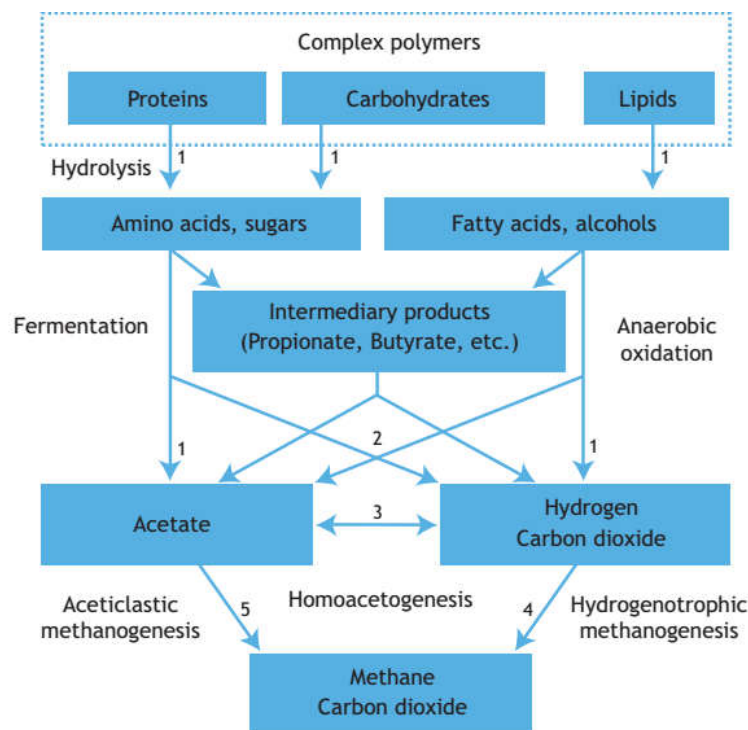 Complex polymers
Proteins
Carbohydrates
Lipids
1
1
1
Hydrolysis
Amino acids, sugars
Fatty acids, alcohols
Intermediary products
(Propionate, Butyrate, etc.)
Fermentation
Anaerobic
oxidation
1
2
1
Acetate
3
Hydrogen
Carbon dioxide
Aceticlastic
methanogenesis
5
Homoacetogenesis
4
Hydrogenotrophic
methanogenesis
Methane
Carbon dioxide